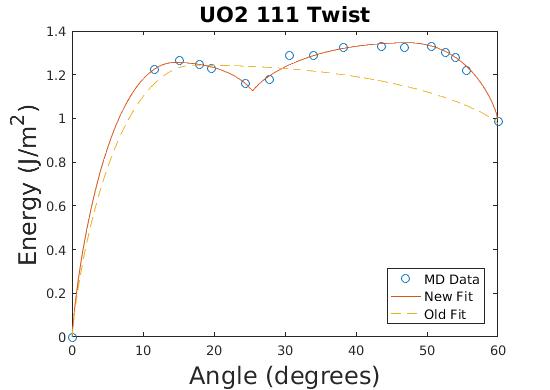 UO2 111 Twist
1.4
1.2
1
0.8
0.6
0.4
0.2
0
Energy (J/m2)
0 10 20 30 40 50 60
Angle (degrees)
MD Data
New Fit
Old Fit